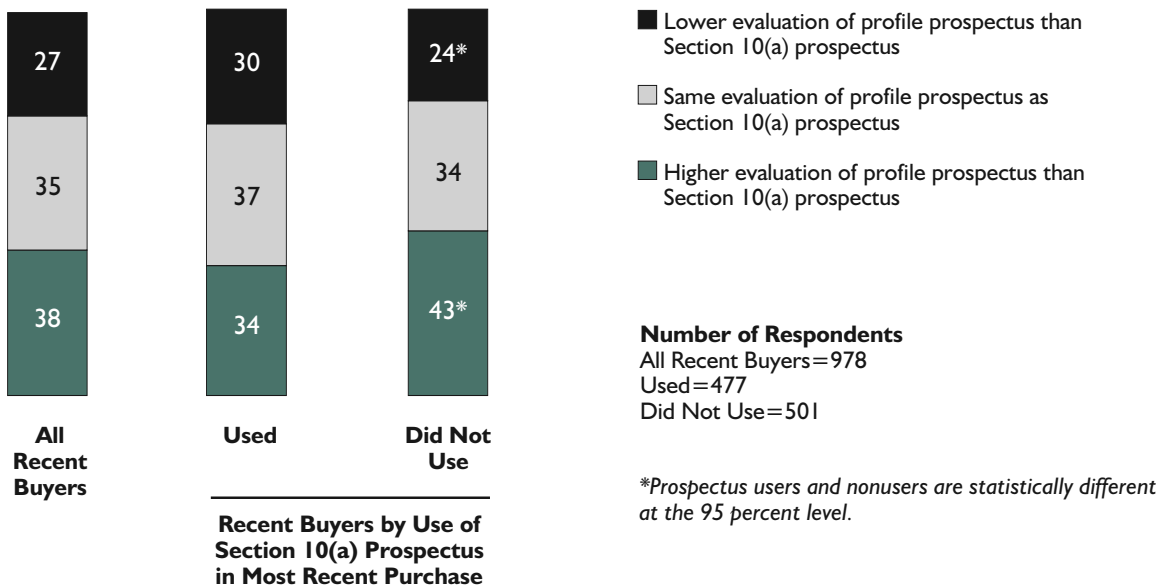 27
35
38
30
37
34
24*
34
43*
All
Recent
Buyers
Used
Did Not
Use
Recent Buyers by Use of
Section 10(a) Prospectus
in Most Recent Purchase
Lower evaluation of profile prospectus than
Section 10(a) prospectus
Same evaluation of profile prospectus as
Section 10(a) prospectus
Higher evaluation of profile prospectus than
Section 10(a) prospectus
Number of Respondents
All Recent Buyers=978
Used=477
Did Not Use=501
*Prospectus users and nonusers are statistically different
at the 95 percent level.